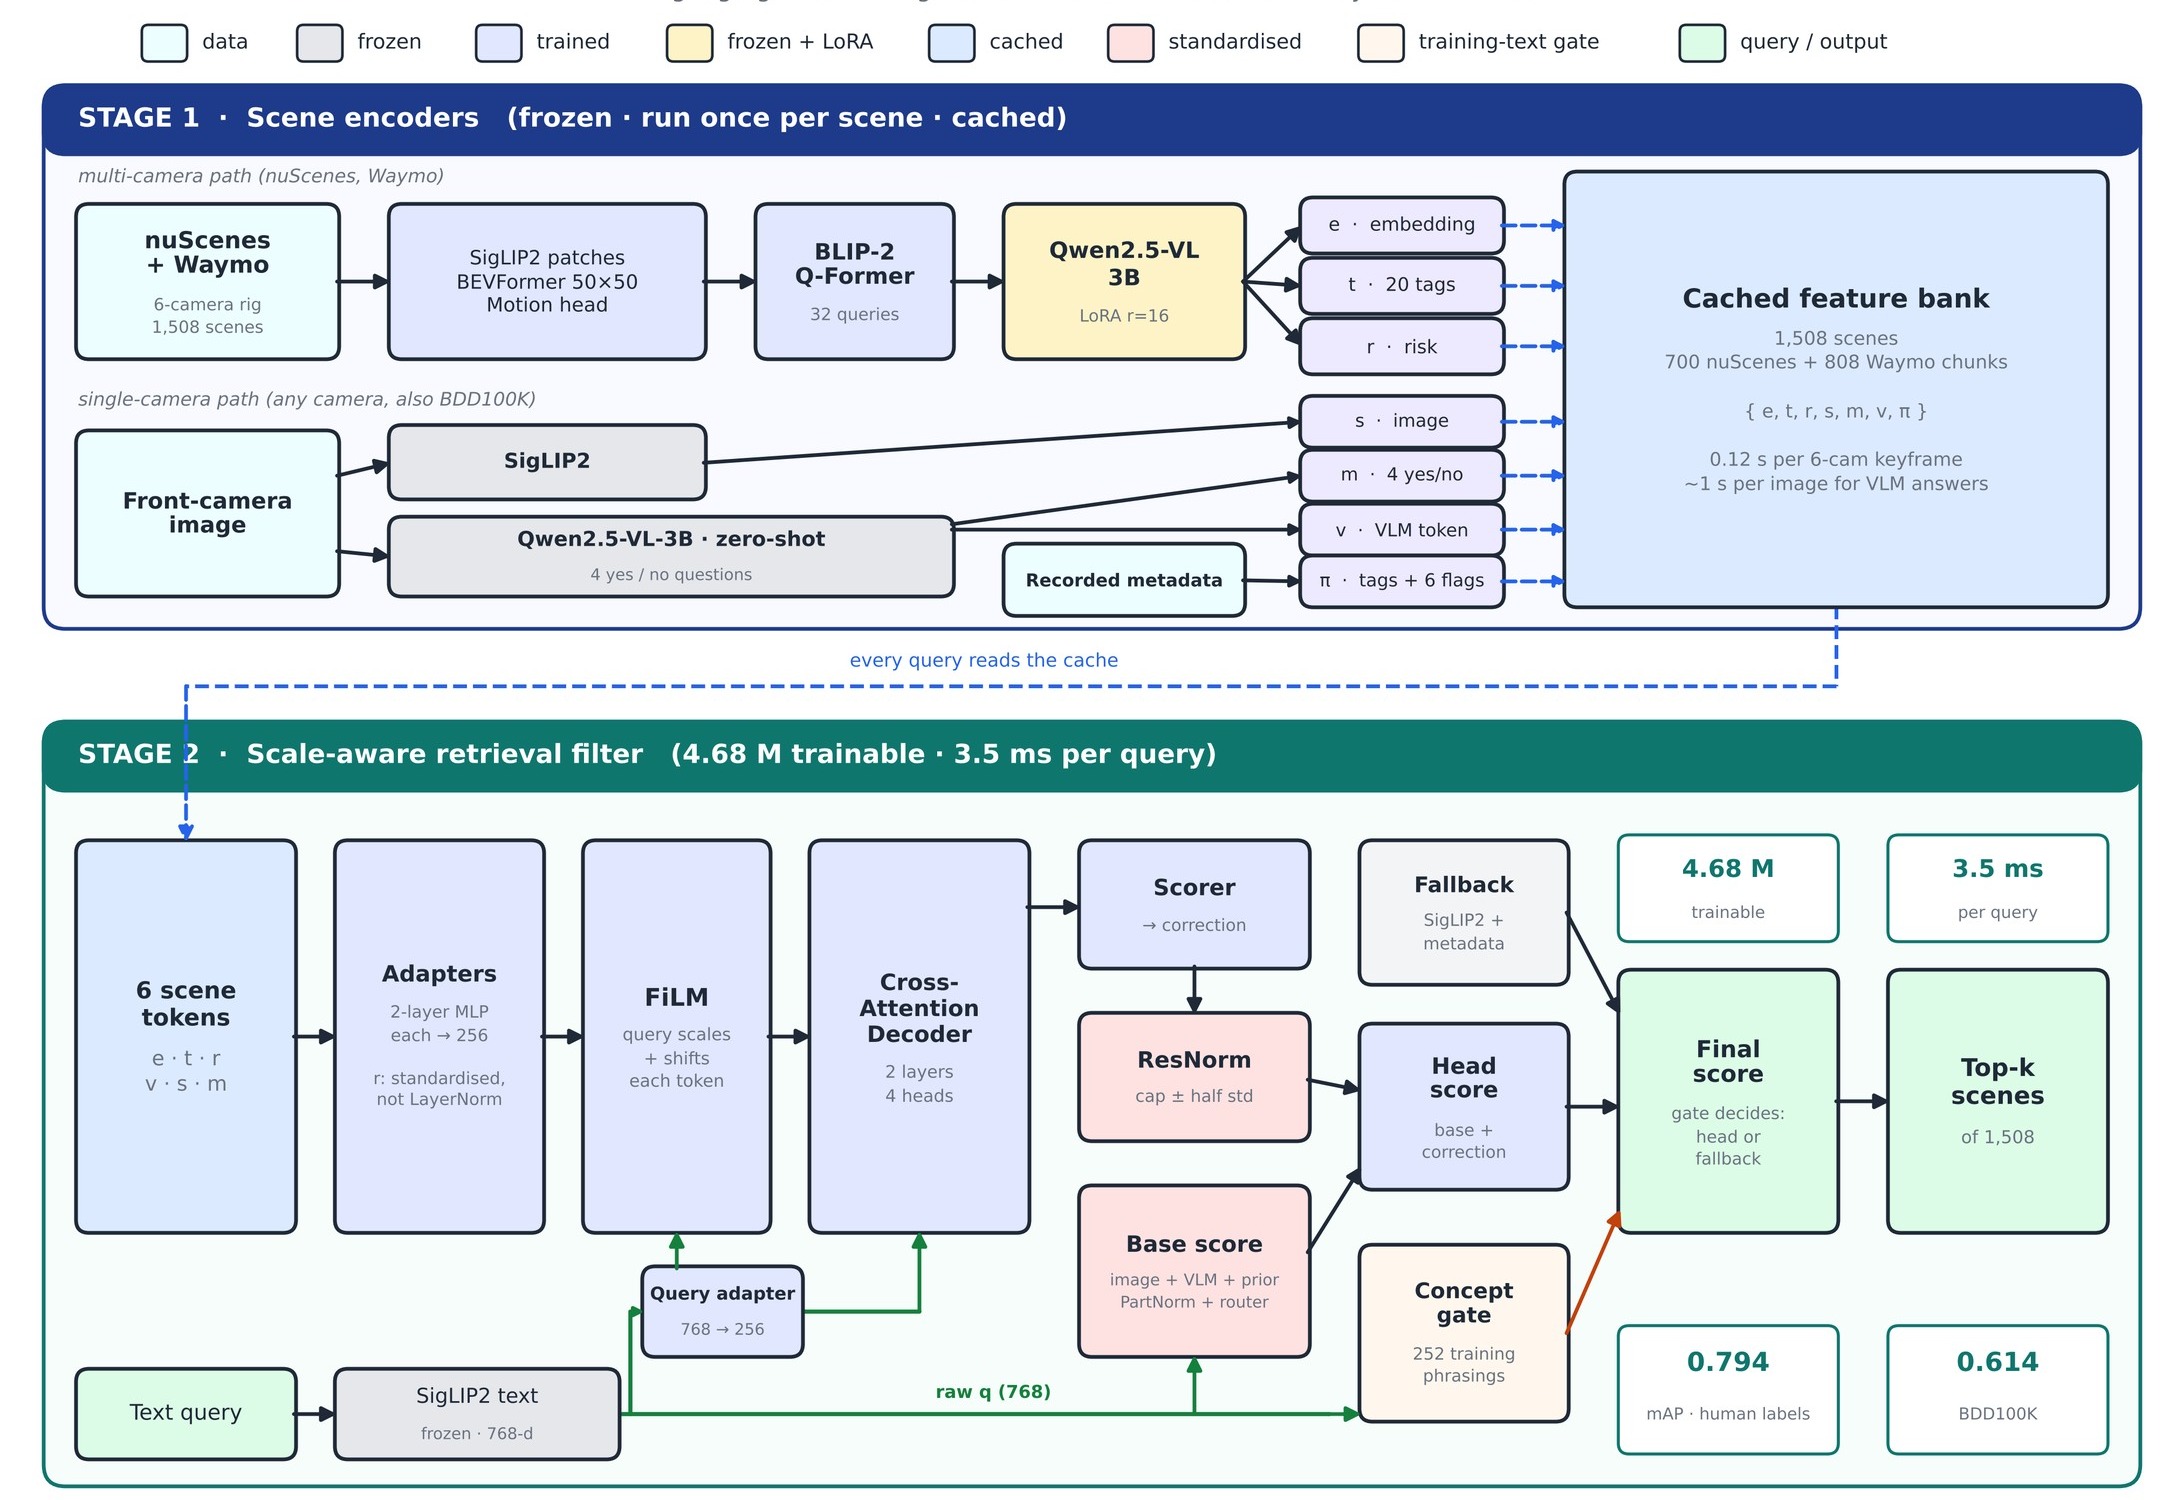 data
frozen
trained
frozen + LoRA
cached
standardised
training-text gate
query / output
STAGE 1 · Scene encoders (frozen · run once per scene · cached)
multi-camera path (nuScenes, Waymo)
nuScenes
+ Waymo
6-camera rig
1,508 scenes
SigLIP2 patches
BEVFormer 50×50
Motion head
BLIP-2
Q-Former
32 queries
Qwen2.5-VL
3B
LoRA r=16
e · embedding
t · 20 tags
r · risk
single-camera path (any camera, also BDD100K)
Front-camera
image
SigLIP2
Qwen2.5-VL-3B · zero-shot
4 yes / no questions
Recorded metadata
s · image
m · 4 yes/no
v · VLM token
π · tags + 6 flags
Cached feature bank
1,508 scenes
700 nuScenes + 808 Waymo chunks
{ e, t, r, s, m, v, π }
0.12 s per 6-cam keyframe
~1 s per image for VLM answers
every query reads the cache
STAGE 2 · Scale-aware retrieval filter (4.68 M trainable · 3.5 ms per query)
6 scene
tokens
e · t · r
v · s · m
Adapters
2-layer MLP
each → 256
r: standardised,
not LayerNorm
FiLM
query scales
+ shifts
each token
Cross-
Attention
Decoder
2 layers
4 heads
Scorer
→ correction
ResNorm
cap ± half std
Base score
image + VLM + prior
PartNorm + router
Fallback
SigLIP2 +
metadata
Head
score
base +
correction
Concept
gate
252 training
phrasings
4.68 M
trainable
3.5 ms
per query
Final
score
gate decides:
head or
fallback
Top-k
scenes
of 1,508
0.794
mAP · human labels
0.614
BDD100K
Query adapter
768 → 256
Text query
SigLIP2 text
frozen · 768-d
raw q (768)